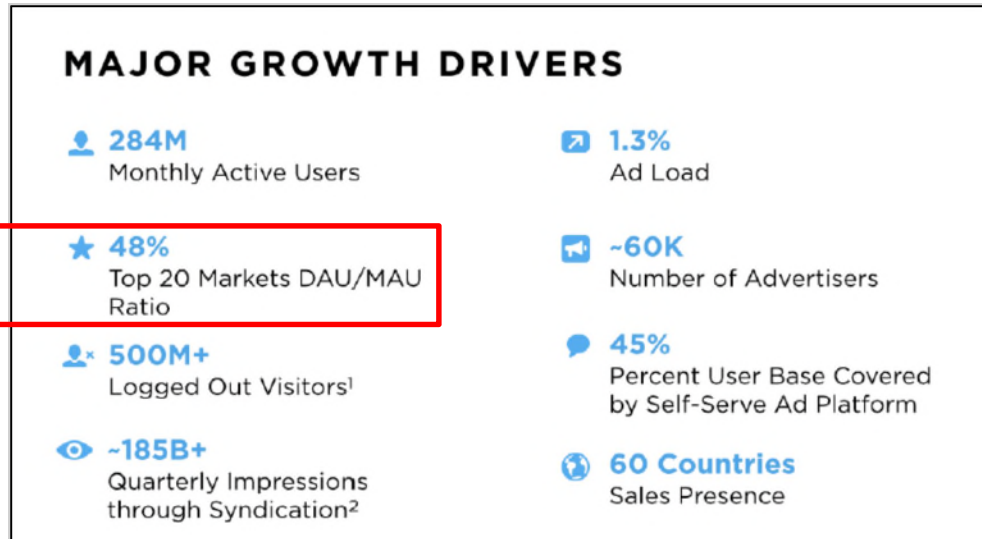 MAJOR GROWTH DRIVERS
284M
Monthly Active Users
48%
Top 20 Markets DAU/MAU
Ratio
500M+
Logged Out Visitors¹
~185B+
Quarterly Impressions
through Syndication²
1.3%
Ad Load
~60K
Number of Advertisers
45%
Percent User Base Covered
by Self-Serve Ad Platform
60 Countries
Sales Presence